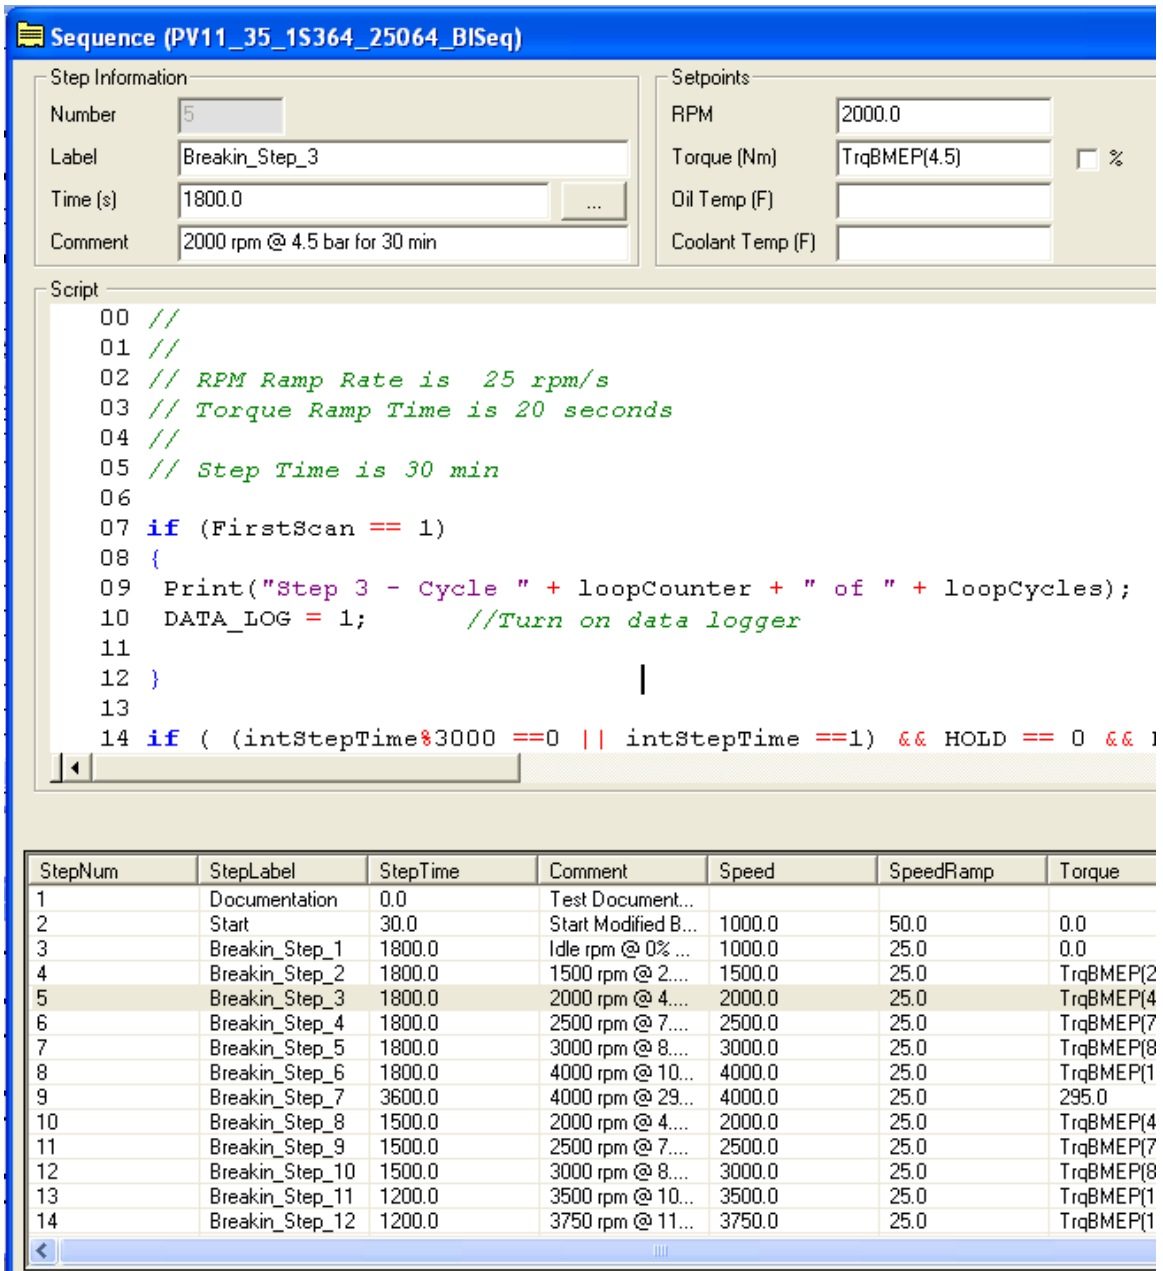 Sequence (PV11_35_1S364_25064_BISeq)
Step Information
Number 5
Label Breakin_Step_3
Time (s) 1800.0 ...
Comment 2000 rpm @ 4.5 bar for 30 min
Setpoints
RPM 2000.0
Torque (Nm) TrqBMEP(4.5) %
Oil Temp (F)
Coolant Temp (F)
Script
00 //
01 //
02 // RPM Ramp Rate is  25 rpm/s
03 // Torque Ramp Time is 20 seconds
04 //
05 // Step Time is 30 min
06
07 if (FirstScan == 1)
08 {
09  Print("Step 3 - Cycle " + loopCounter + " of " + loopCycles);
10  DATA_LOG = 1;      //Turn on data logger
11
12 }
13
14 if ( (intStepTime%3000 ==0 || intStepTime ==1) && HOLD == 0 &&
StepNum StepLabel StepTime Comment Speed SpeedRamp Torque
1 Documentation 0.0 Test Document...
2 Start 30.0 Start Modified B... 1000.0 50.0 0.0
3 Breakin_Step_1 1800.0 Idle rpm @ 0% ... 1000.0 25.0 0.0
4 Breakin_Step_2 1800.0 1500 rpm @ 2.... 1500.0 25.0 TrqBMEP(2
5 Breakin_Step_3 1800.0 2000 rpm @ 4.... 2000.0 25.0 TrqBMEP(4
6 Breakin_Step_4 1800.0 2500 rpm @ 7.... 2500.0 25.0 TrqBMEP(7
7 Breakin_Step_5 1800.0 3000 rpm @ 8.... 3000.0 25.0 TrqBMEP(8
8 Breakin_Step_6 1800.0 4000 rpm @ 10... 4000.0 25.0 TrqBMEP(1
9 Breakin_Step_7 3600.0 4000 rpm @ 29... 4000.0 25.0 295.0
10 Breakin_Step_8 1500.0 2000 rpm @ 4.... 2000.0 25.0 TrqBMEP(4
11 Breakin_Step_9 1500.0 2500 rpm @ 7.... 2500.0 25.0 TrqBMEP(7
12 Breakin_Step_10 1500.0 3000 rpm @ 8.... 3000.0 25.0 TrqBMEP(8
13 Breakin_Step_11 1200.0 3500 rpm @ 10... 3500.0 25.0 TrqBMEP(1
14 Breakin_Step_12 1200.0 3750 rpm @ 11... 3750.0 25.0 TrqBMEP(1